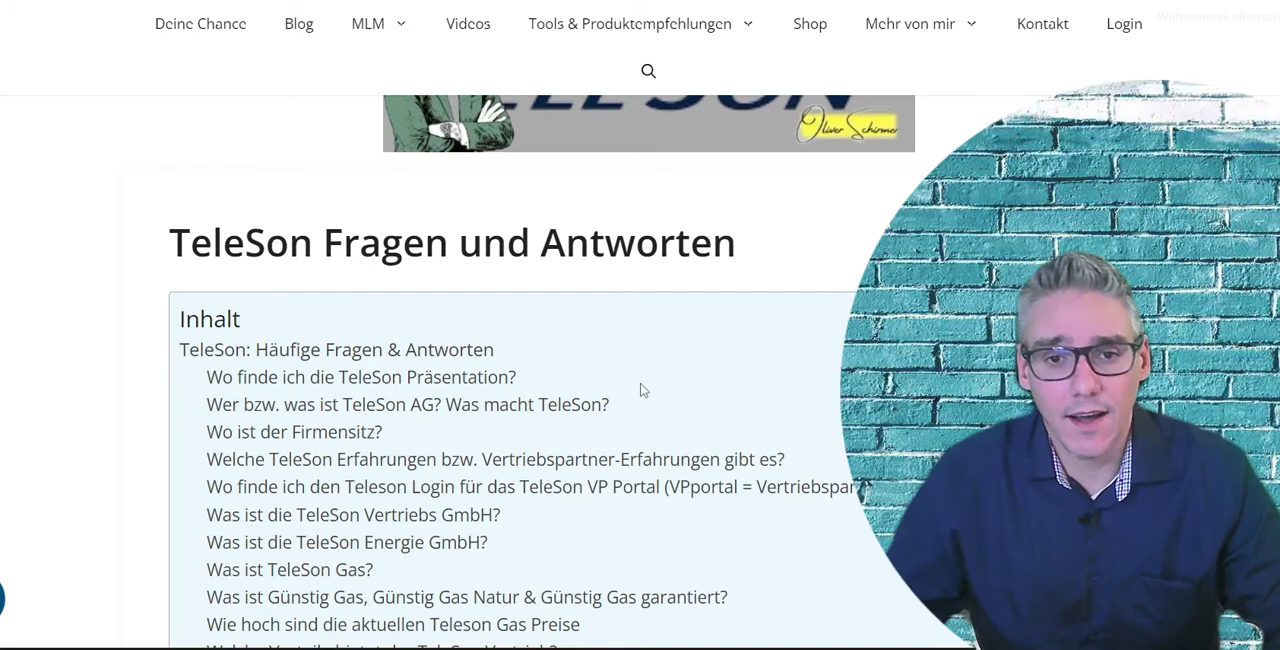 Deine Chance Blog MLM Videos Tools & Produktempfehlungen Shop Mehr von mir Kontakt Login
Oliver Schirmer
TeleSon Fragen und Antworten
Inhalt
TeleSon: Häufige Fragen & Antworten
Wo finde ich die TeleSon Präsentation?
Wer bzw. was ist TeleSon AG? Was macht TeleSon?
Wo ist der Firmensitz?
Welche TeleSon Erfahrungen bzw. Vertriebspartner-Erfahrungen gibt es?
Wo finde ich den Teleson Login für das TeleSon VP Portal (VPportal = Vertriebspar
Was ist die TeleSon Vertriebs GmbH?
Was ist die TeleSon Energie GmbH?
Was ist TeleSon Gas?
Was ist Günstig Gas, Günstig Gas Natur & Günstig Gas garantiert?
Wie hoch sind die aktuellen Teleson Gas Preise